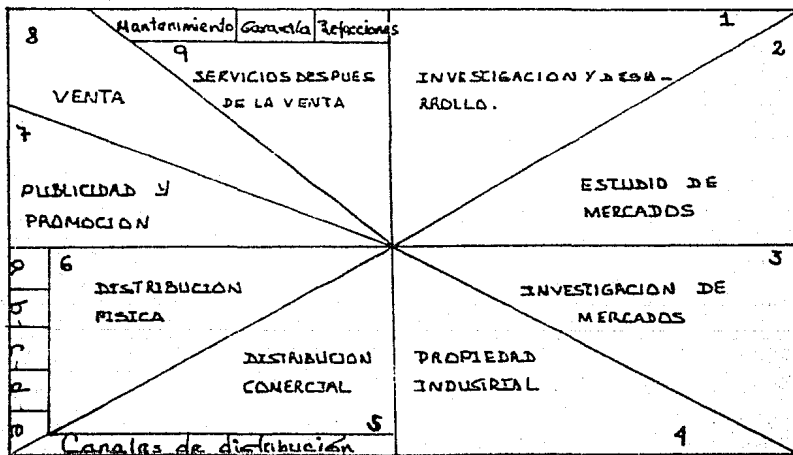 1
INVESTIGACION Y DESA-
RROLLO.
2
ESTUDIO DE
MERCADOS
3
INVESTIGACION DE
MERCADOS
4
PROPIEDAD
INDUSTRIAL
5
DISTRIBUCION
COMERCIAL
Canales de distribución
6
DISTRIBUCION
FISICA
a
b
c
d
e
7
PUBLICIDAD Y
PROMOCION
8
VENTA
9
SERVICIOS DESPUES
DE LA VENTA
Mantenimiento Garantía Refacciones